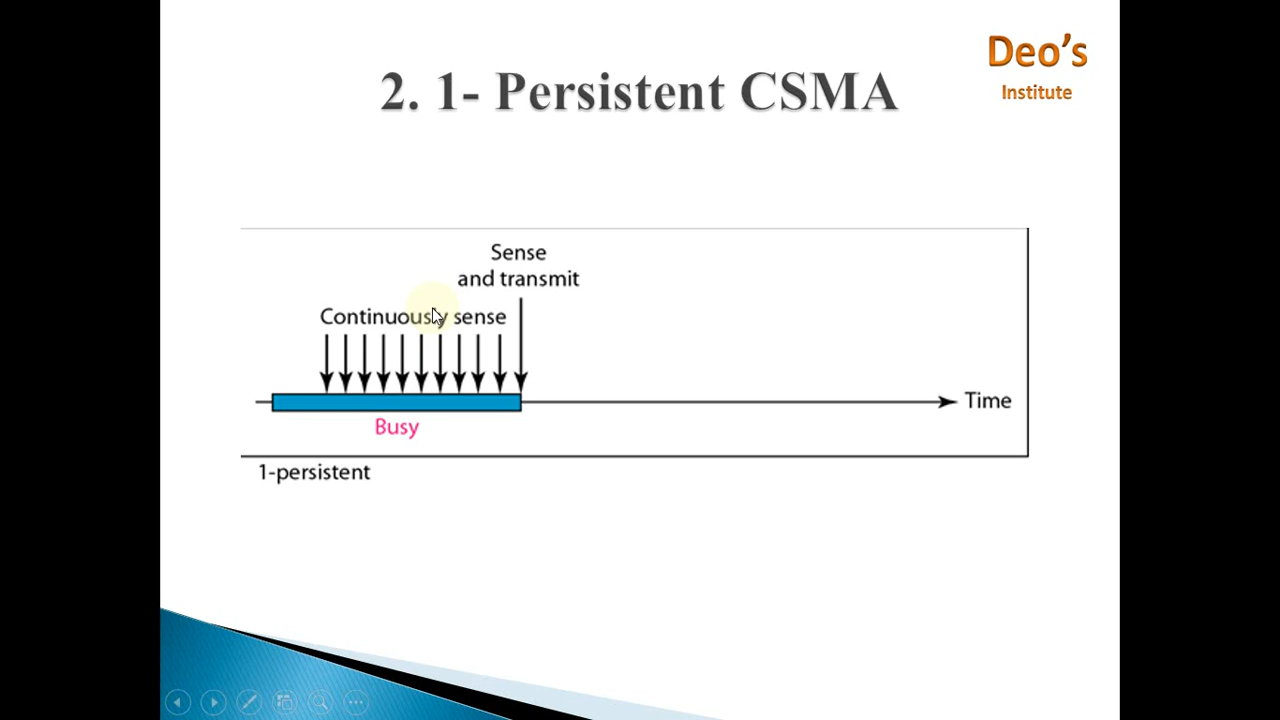 Deo's
Institute
2. 1- Persistent CSMA
Sense
and transmit
Continuously sense
Time
Busy
1-persistent